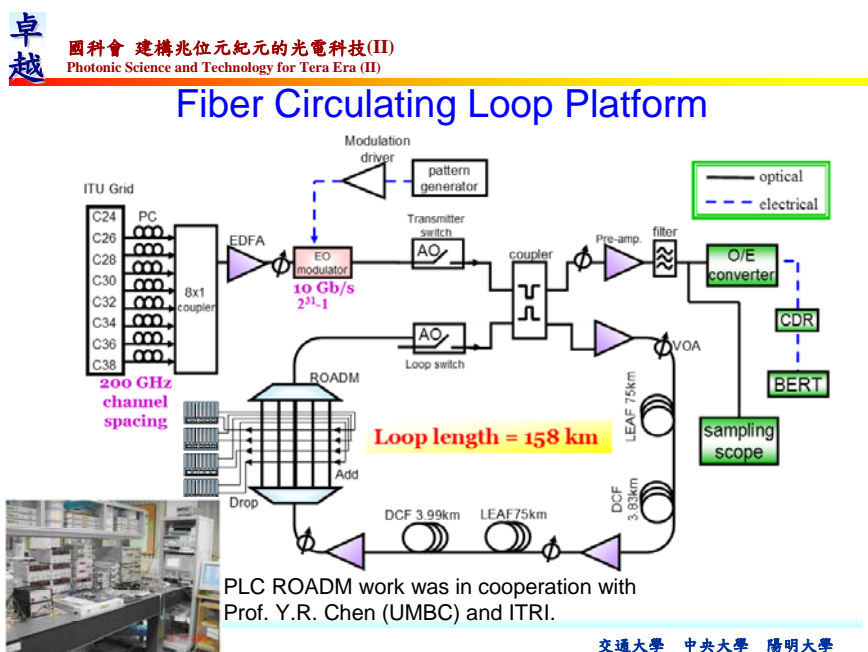 卓越
國科會 建構兆位元紀元的光電科技(II)
Photonic Science and Technology for Tera Era (II)
Fiber Circulating Loop Platform
Modulation
driver
pattern
generator
optical
electrical
ITU Grid
C24
C26
C28
C30
C32
C34
C36
C38
PC
8x1
coupler
EDFA
EO
modulator
10 Gb/s
2³¹-1
Transmitter
switch
AO
coupler
Pre-amp.
filter
O/E
converter
CDR
BERT
sampling
scope
AO
Loop switch
VOA
200 GHz
channel
spacing
ROADM
Loop length = 158 km
LEAF 75km
Add
Drop
DCF
3.83km
DCF 3.99km
LEAF75km
PLC ROADM work was in cooperation with
Prof. Y.R. Chen (UMBC) and ITRI.
交通大學 中央大學 陽明大學